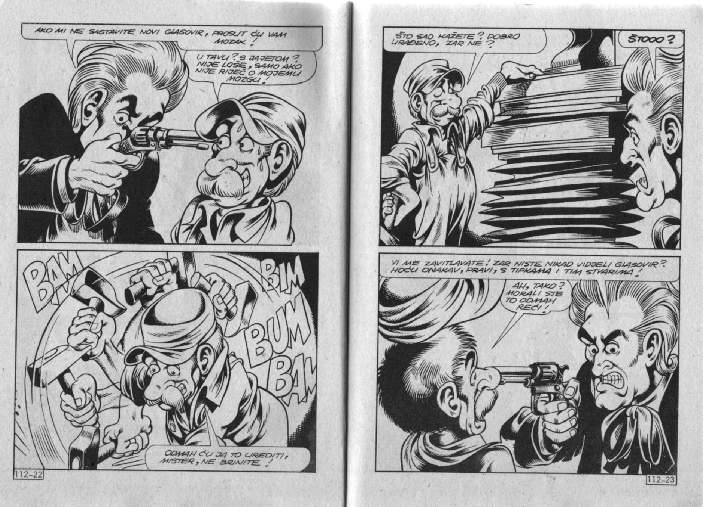 AKO MI NE SASTAVITE NOVI GLASOVIR, PROSUT ĆU VAM
MOZAK!
U TAVU? S JAJETOM?
NIJE LOŠE, SAMO AKO
NIJE RIJEČ O MOJEMU
MOZGU.
BAM
BAM
BIM
BUM
BAM
ODMAH ĆU JA TO UREDITI,
MISTER, NE BRINITE!
112-22
ŠTO SAD KAŽETE? DOBRO
URAĐENO, ZAR NE?
ŠTOOO?
VI ME ZAVITLAVATE! ZAR NISTE NIKAD VIDJELI GLASOVIR?
HOĆU ONAKAV, PRAVI, S TIPKAMA I TIM STVARIMA!
AH, TAKO?
MORALI STE
TO ODMAH
REĆI!
112-23